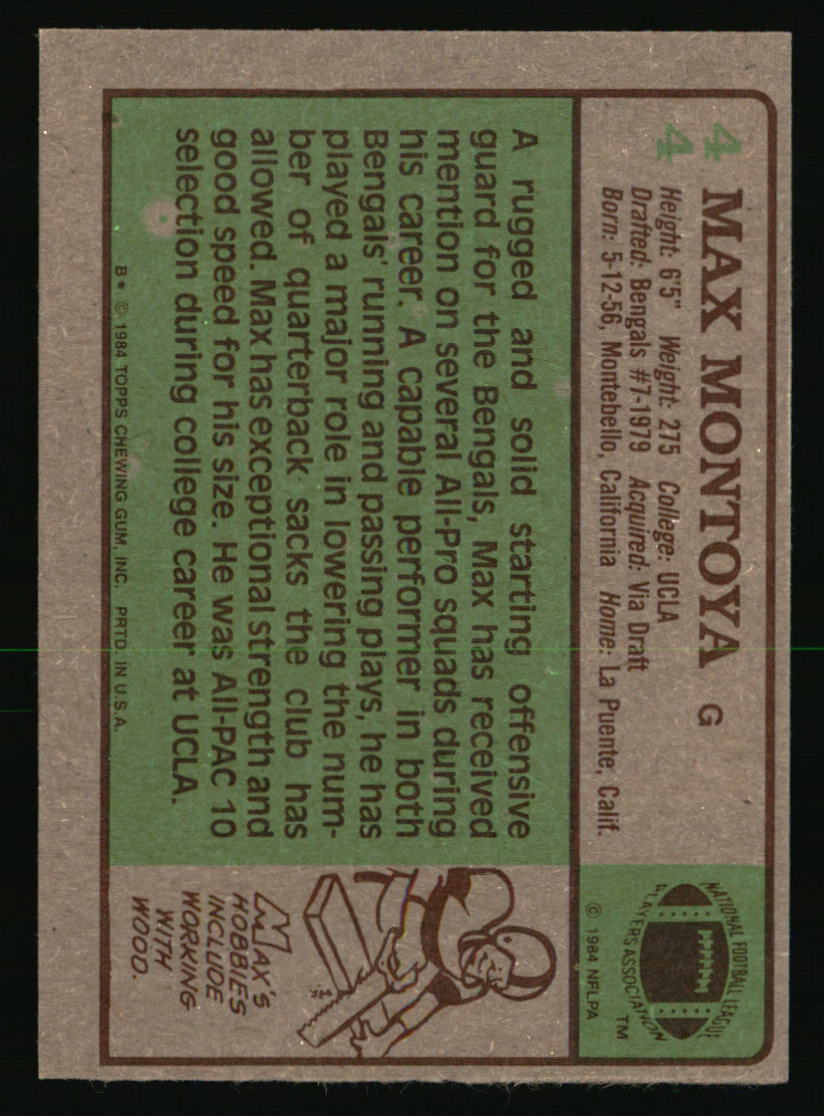 44
MAX MONTOYA G
Height: 6'5" Weight: 275 College: UCLA
Drafted: Bengals #7-1979 Acquired: Via Draft
Born: 5-12-56, Montebello, California Home: La Puente, Calif.
NATIONAL FOOTBALL LEAGUE
PLAYERS ASSOCIATION TM
© 1984 NFLPA
A rugged and solid starting offensive
guard for the Bengals, Max has received
mention on several All-Pro squads during
his career. A capable performer in both
Bengals' running and passing plays, he has
played a major role in lowering the num-
ber of quarterback sacks the club has
allowed. Max has exceptional strength and
good speed for his size. He was All-PAC 10
selection during college career at UCLA.
MAX'S
HOBBIES
INCLUDE
WORKING
WITH
WOOD.
B* © 1984 TOPPS CHEWING GUM, INC. PRTD. IN U.S.A.